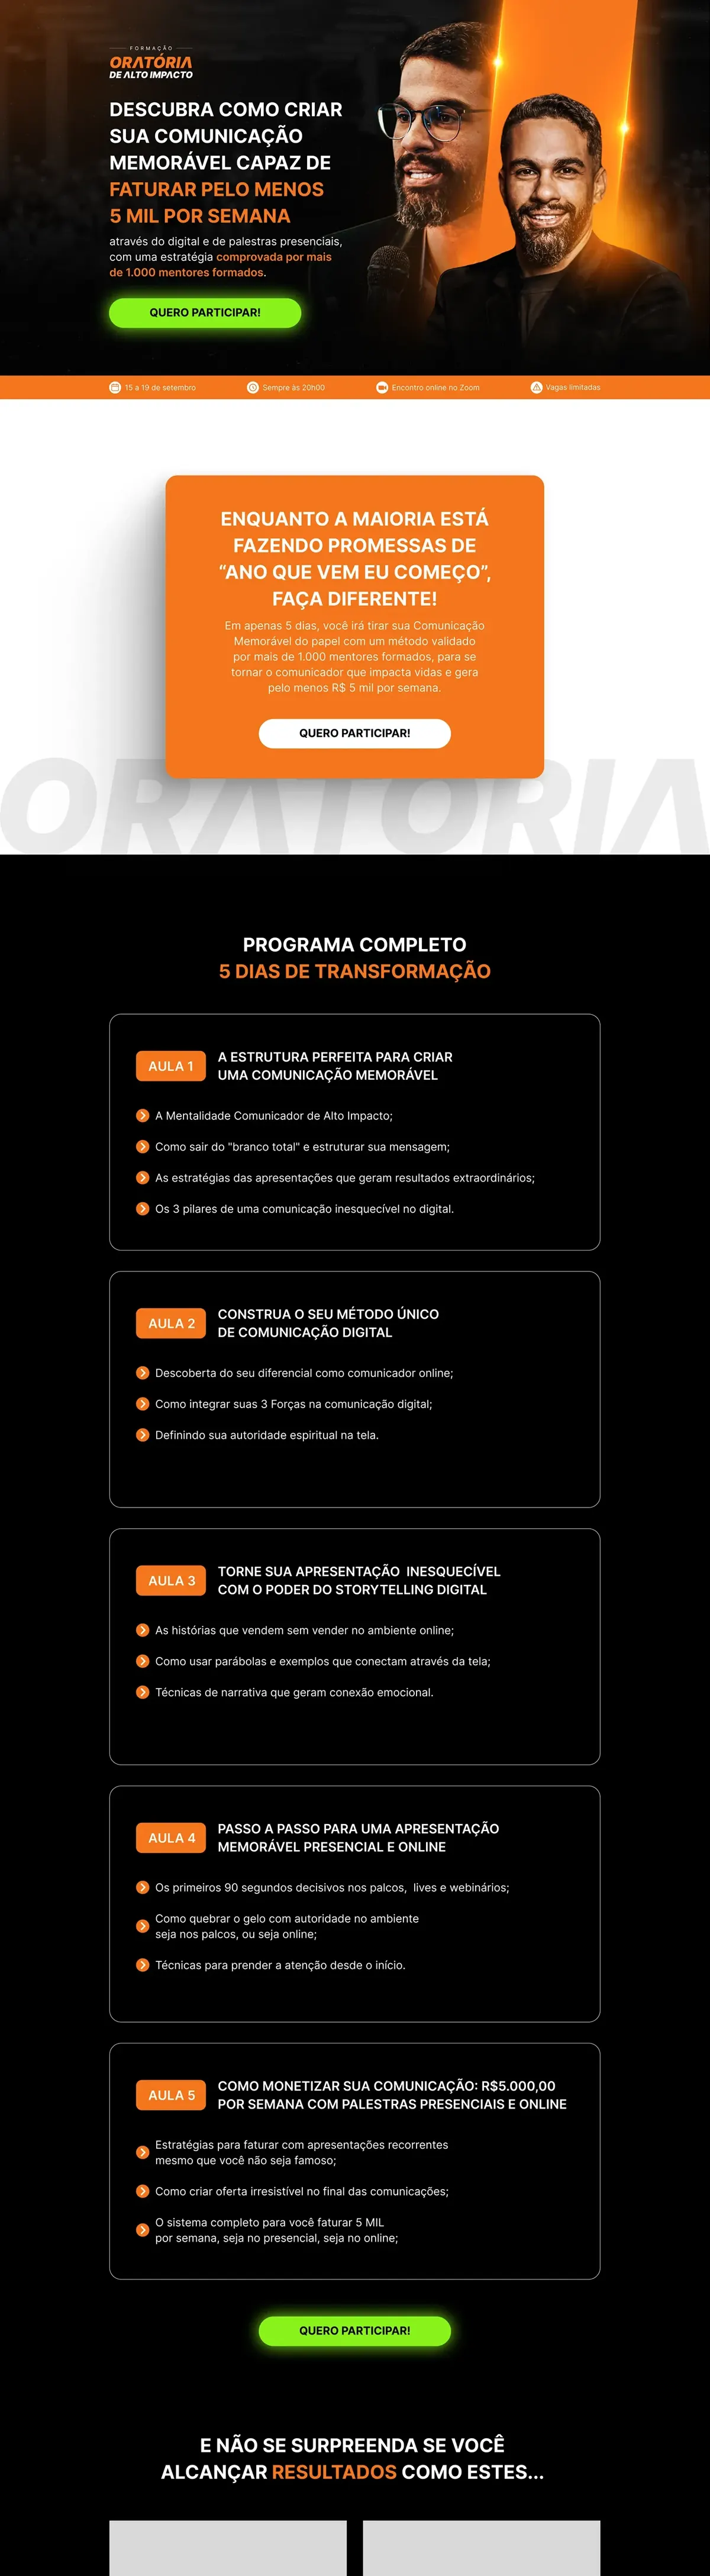 FORMAÇÃO
ORATÓRIA
DE ALTO IMPACTO
DESCUBRA COMO CRIAR
SUA COMUNICAÇÃO
MEMORÁVEL CAPAZ DE
FATURAR PELO MENOS
5 MIL POR SEMANA
através do digital e de palestras presenciais,
com uma estratégia comprovada por mais
de 1.000 mentores formados.
QUERO PARTICIPAR!
15 a 19 de setembro
Sempre às 20h00
Encontro online no Zoom
Vagas limitadas
ENQUANTO A MAIORIA ESTÁ
FAZENDO PROMESSAS DE
“ANO QUE VEM EU COMEÇO”,
FAÇA DIFERENTE!
Em apenas 5 dias, você irá tirar sua Comunicação
Memorável do papel com um método validado
por mais de 1.000 mentores formados, para se
tornar o comunicador que impacta vidas e gera
pelo menos R$ 5 mil por semana.
QUERO PARTICIPAR!
ORATÓRIA
PROGRAMA COMPLETO
5 DIAS DE TRANSFORMAÇÃO
AULA 1
A ESTRUTURA PERFEITA PARA CRIAR
UMA COMUNICAÇÃO MEMORÁVEL
A Mentalidade Comunicador de Alto Impacto;
Como sair do "branco total" e estruturar sua mensagem;
As estratégias das apresentações que geram resultados extraordinários;
Os 3 pilares de uma comunicação inesquecível no digital.
AULA 2
CONSTRUA O SEU MÉTODO ÚNICO
DE COMUNICAÇÃO DIGITAL
Descoberta do seu diferencial como comunicador online;
Como integrar suas 3 Forças na comunicação digital;
Definindo sua autoridade espiritual na tela.
AULA 3
TORNE SUA APRESENTAÇÃO  INESQUECÍVEL
COM O PODER DO STORYTELLING DIGITAL
As histórias que vendem sem vender no ambiente online;
Como usar parábolas e exemplos que conectam através da tela;
Técnicas de narrativa que geram conexão emocional.
AULA 4
PASSO A PASSO PARA UMA APRESENTAÇÃO
MEMORÁVEL PRESENCIAL E ONLINE
Os primeiros 90 segundos decisivos nos palcos,  lives e webinários;
Como quebrar o gelo com autoridade no ambiente
seja nos palcos, ou seja online;
Técnicas para prender a atenção desde o início.
AULA 5
COMO MONETIZAR SUA COMUNICAÇÃO: R$5.000,00
POR SEMANA COM PALESTRAS PRESENCIAIS E ONLINE
Estratégias para faturar com apresentações recorrentes
mesmo que você não seja famoso;
Como criar oferta irresistível no final das comunicações;
O sistema completo para você faturar 5 MIL
por semana, seja no presencial, seja no online;
QUERO PARTICIPAR!
E NÃO SE SURPREENDA SE VOCÊ
ALCANÇAR RESULTADOS COMO ESTES...